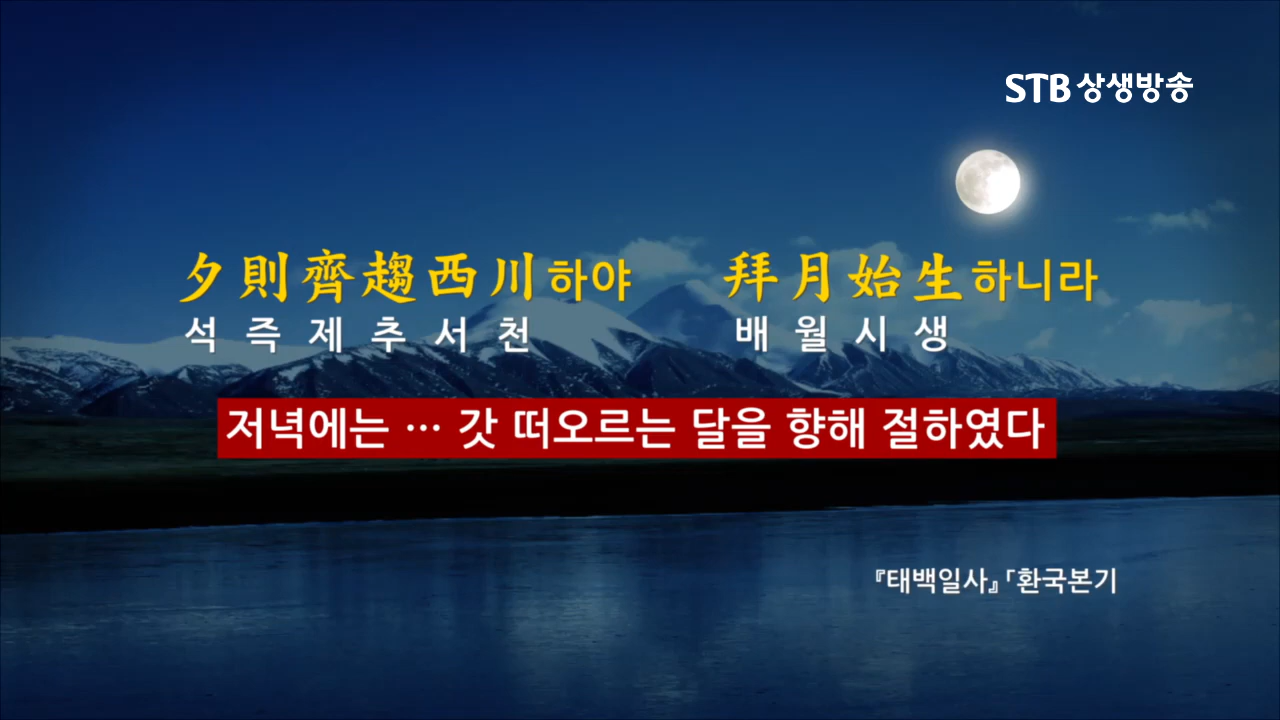 STB 상생방송
夕則齊趨西川하야 拜月始生하니라
석즉제추서천 배월시생
저녁에는 … 갓 떠오르는 달을 향해 절하였다
『태백일사』「환국본기